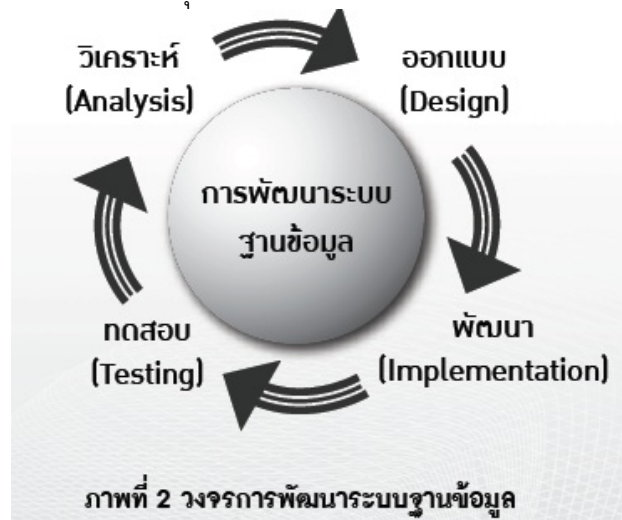 วิเคราะห์
(Analysis)
ออกแบบ
(Design)
การพัฒนาระบบ
ฐานข้อมูล
ทดสอบ
(Testing)
พัฒนา
(Implementation)
ภาพที่ 2 วงจรการพัฒนาระบบฐานข้อมูล